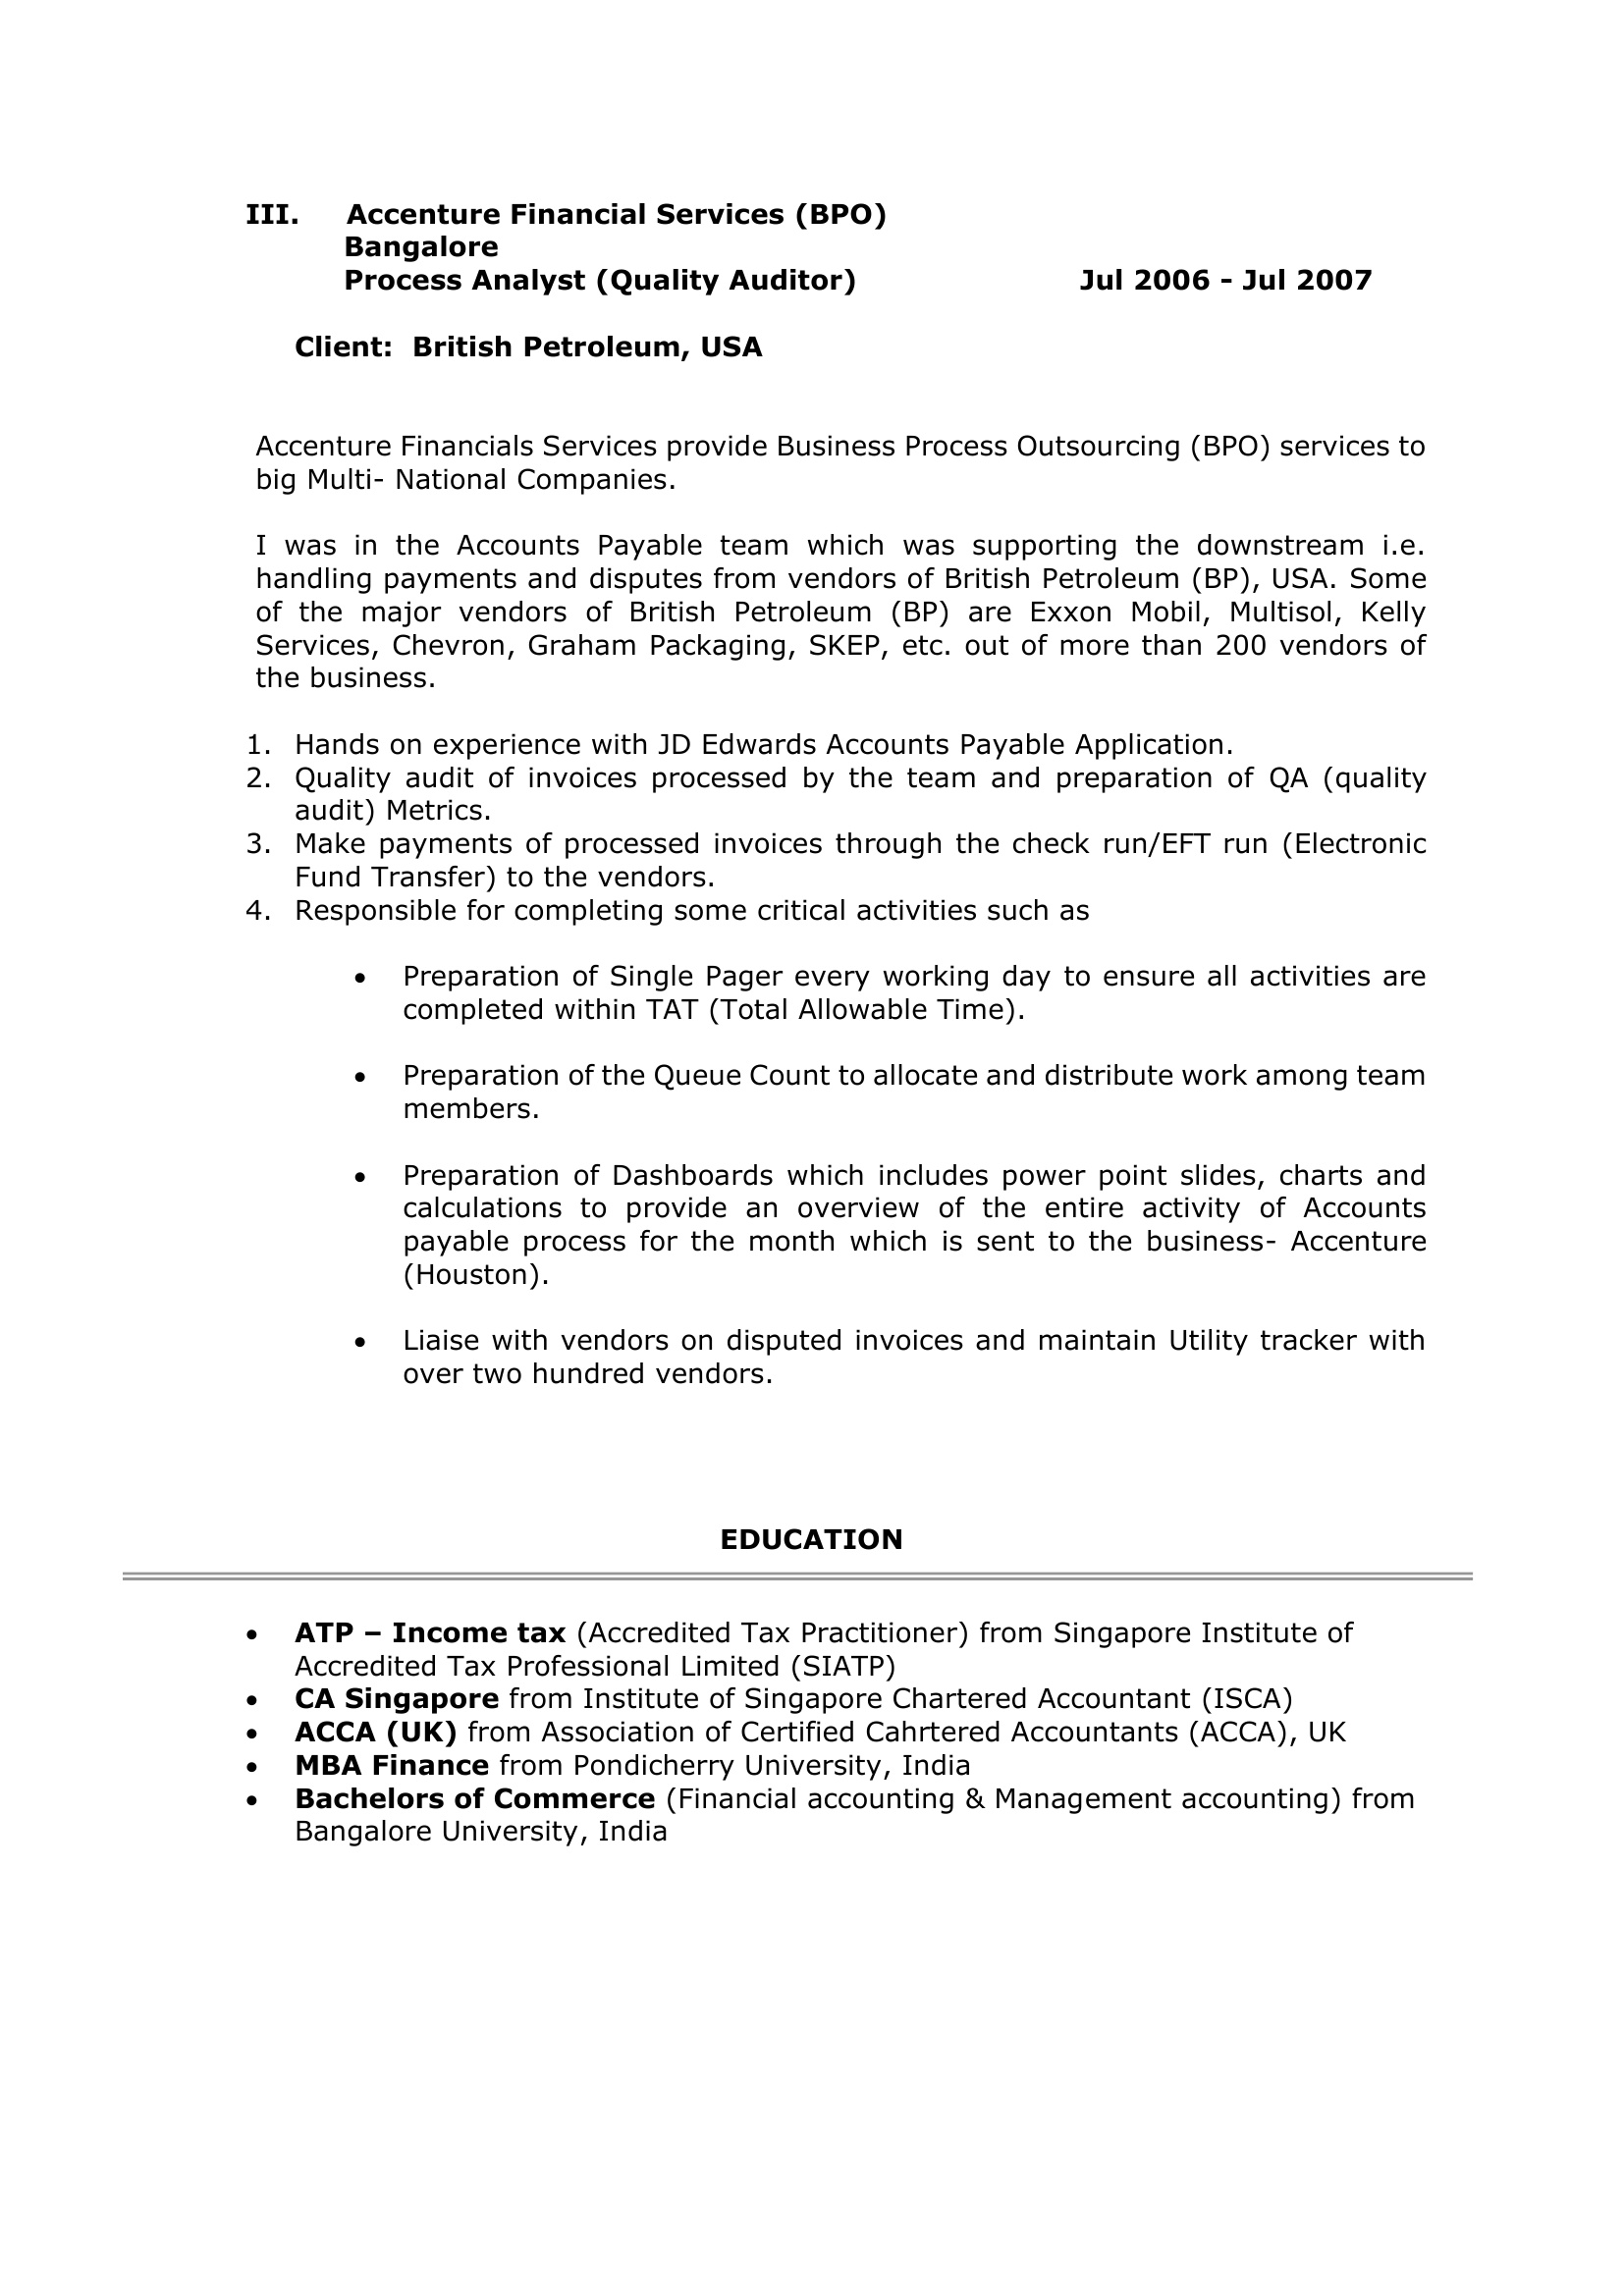 III. Accenture Financial Services (BPO)
Bangalore
Process Analyst (Quality Auditor) Jul 2006 - Jul 2007
Client: British Petroleum, USA
Accenture Financials Services provide Business Process Outsourcing (BPO) services to
big Multi- National Companies.
I was in the Accounts Payable team which was supporting the downstream i.e.
handling payments and disputes from vendors of British Petroleum (BP), USA. Some
of the major vendors of British Petroleum (BP) are Exxon Mobil, Multisol, Kelly
Services, Chevron, Graham Packaging, SKEP, etc. out of more than 200 vendors of
the business.
1. Hands on experience with JD Edwards Accounts Payable Application.
2. Quality audit of invoices processed by the team and preparation of QA (quality
audit) Metrics.
3. Make payments of processed invoices through the check run/EFT run (Electronic
Fund Transfer) to the vendors.
4. Responsible for completing some critical activities such as
• Preparation of Single Pager every working day to ensure all activities are
completed within TAT (Total Allowable Time).
• Preparation of the Queue Count to allocate and distribute work among team
members.
• Preparation of Dashboards which includes power point slides, charts and
calculations to provide an overview of the entire activity of Accounts
payable process for the month which is sent to the business- Accenture
(Houston).
• Liaise with vendors on disputed invoices and maintain Utility tracker with
over two hundred vendors.
EDUCATION
• ATP – Income tax (Accredited Tax Practitioner) from Singapore Institute of
Accredited Tax Professional Limited (SIATP)
• CA Singapore from Institute of Singapore Chartered Accountant (ISCA)
• ACCA (UK) from Association of Certified Cahrtered Accountants (ACCA), UK
• MBA Finance from Pondicherry University, India
• Bachelors of Commerce (Financial accounting & Management accounting) from
Bangalore University, India